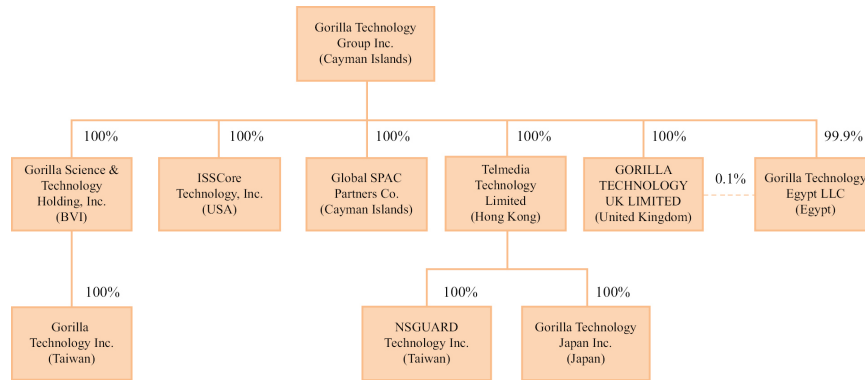 Gorilla Technology
Group Inc.
(Cayman Islands)
100%
100%
100%
100%
100%
99.9%
Gorilla Science &
Technology
Holding, Inc.
(BVI)
ISSCore
Technology, Inc.
(USA)
Global SPAC
Partners Co.
(Cayman Islands)
Telmedia
Technology
Limited
(Hong Kong)
GORILLA
TECHNOLOGY
UK LIMITED
(United Kingdom)
0.1%
Gorilla Technology
Egypt LLC
(Egypt)
100%
100%
100%
Gorilla
Technology Inc.
(Taiwan)
NSGUARD
Technology Inc.
(Taiwan)
Gorilla Technology
Japan Inc.
(Japan)